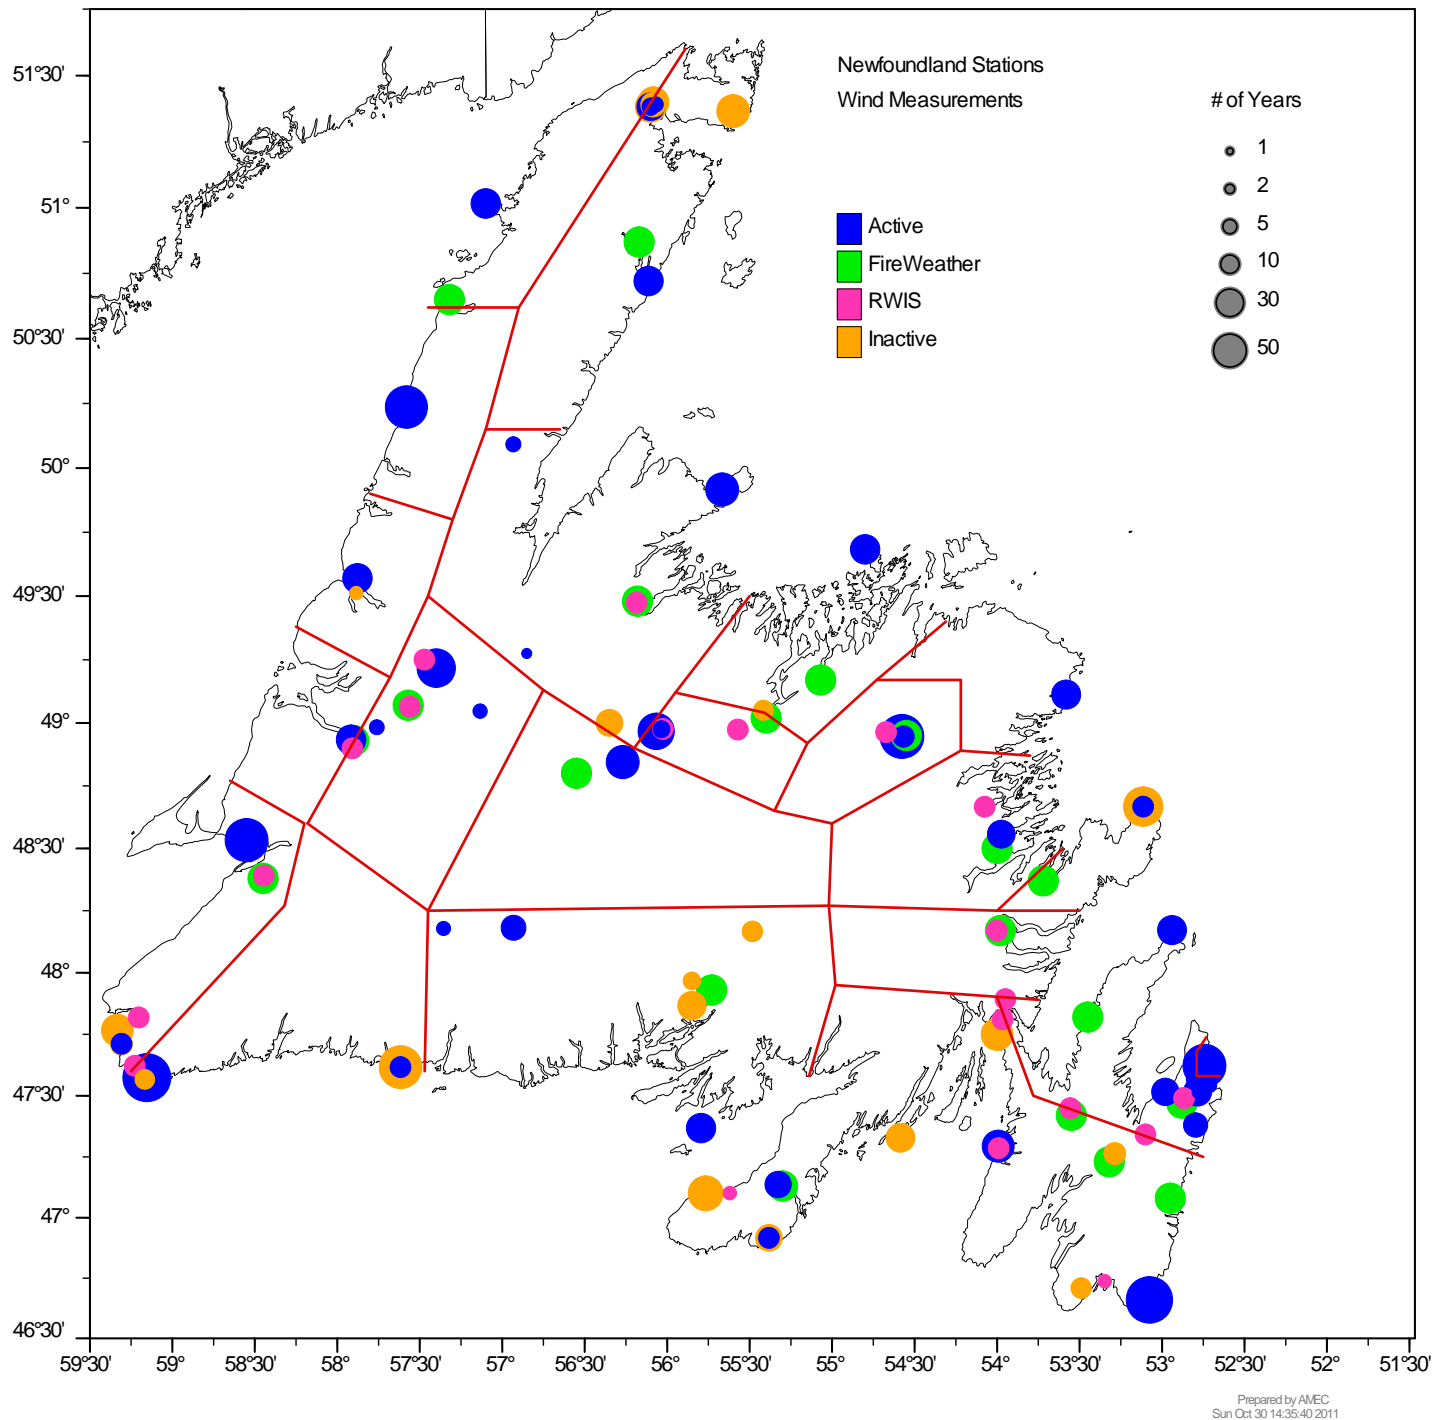 Newfoundland Stations
Wind Measurements
# of Years
1
2
5
10
30
50
Active
FireWeather
RWIS
Inactive
51°30'
51°
50°30'
50°
49°30'
49°
48°30'
48°
47°30'
47°
46°30'
59°30' 59° 58°30' 58° 57°30' 57° 56°30' 56° 55°30' 55° 54°30' 54° 53°30' 53° 52°30' 52° 51°30'
Prepared by AMEC
Sun Oct 30 14:35:40 2011